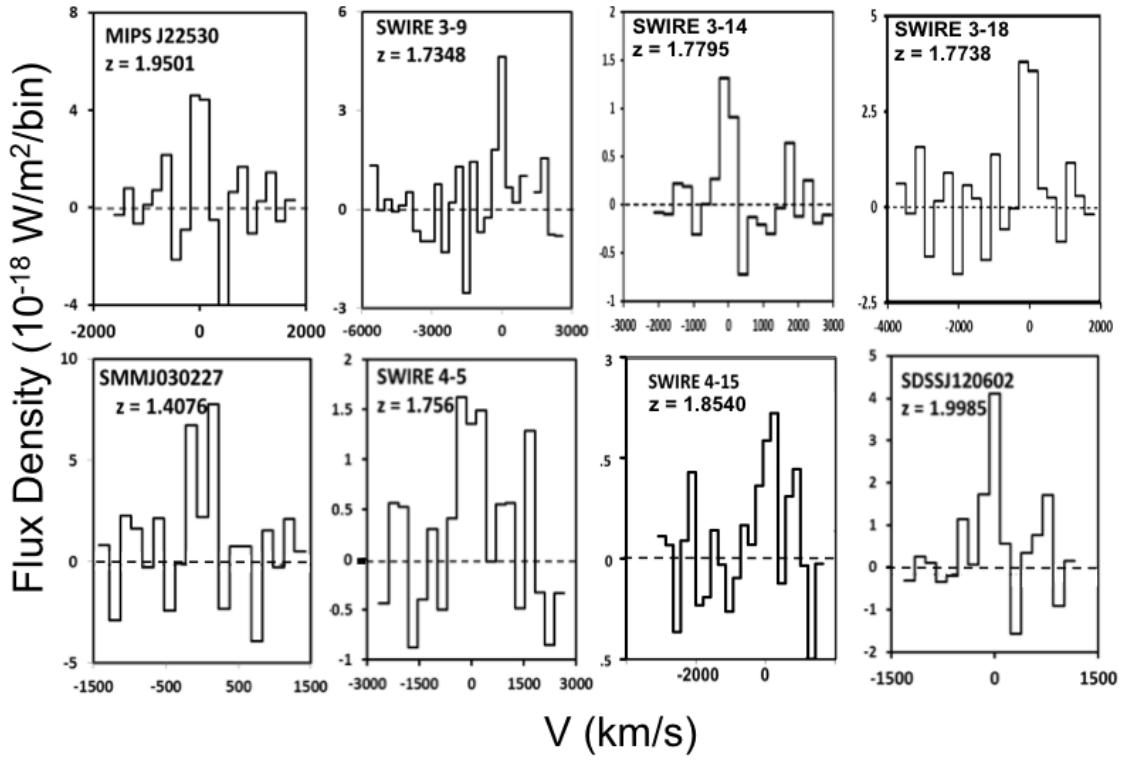 Flux Density (10⁻¹⁸ W/m²/bin)
MIPS J22530
z = 1.9501
8
4
0
-4
-2000 0 2000
SWIRE 3-9
z = 1.7348
6
3
0
-3
-6000 -3000 0 3000
SWIRE 3-14
z = 1.7795
2
1.5
1
0.5
0
-0.5
-1
-3000 -2000 -1000 0 1000 2000 3000
SWIRE 3-18
z = 1.7738
5
2.5
0
-2.5
-4000 -2000 0 2000
SMMJ030227
z = 1.4076
10
5
0
-5
-1500 -500 500 1500
SWIRE 4-5
z = 1.756
2
1.5
1
0.5
0
-0.5
-1
-3000 -1500 0 1500 3000
SWIRE 4-15
z = 1.8540
3
.5
0
.5
-2000 0
SDSSJ120602
z = 1.9985
5
4
3
2
1
0
-1
-2
-1500 0 1500
V (km/s)